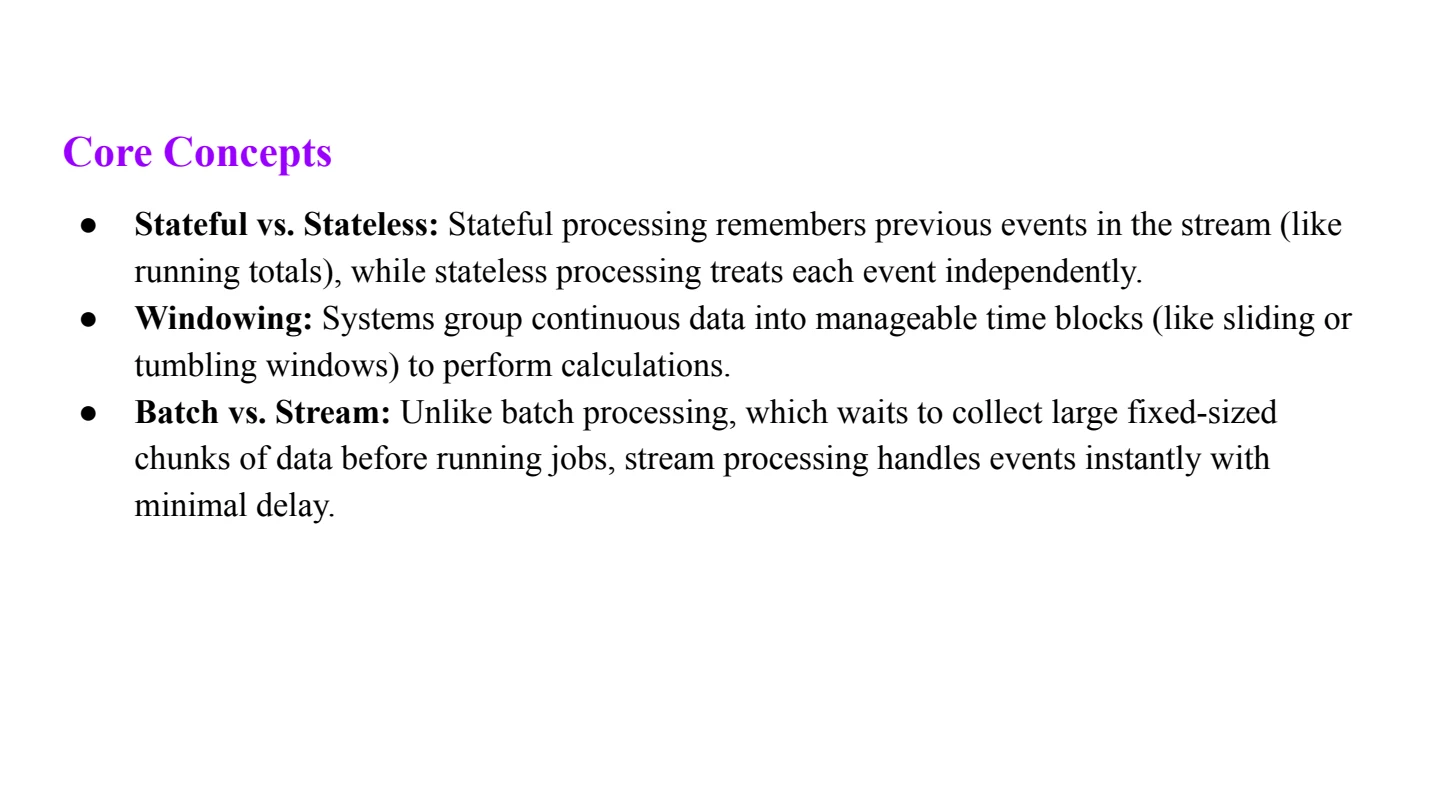 Core Concepts
● Stateful vs. Stateless: Stateful processing remembers previous events in the stream (like
running totals), while stateless processing treats each event independently.
● Windowing: Systems group continuous data into manageable time blocks (like sliding or
tumbling windows) to perform calculations.
● Batch vs. Stream: Unlike batch processing, which waits to collect large fixed-sized
chunks of data before running jobs, stream processing handles events instantly with
minimal delay.